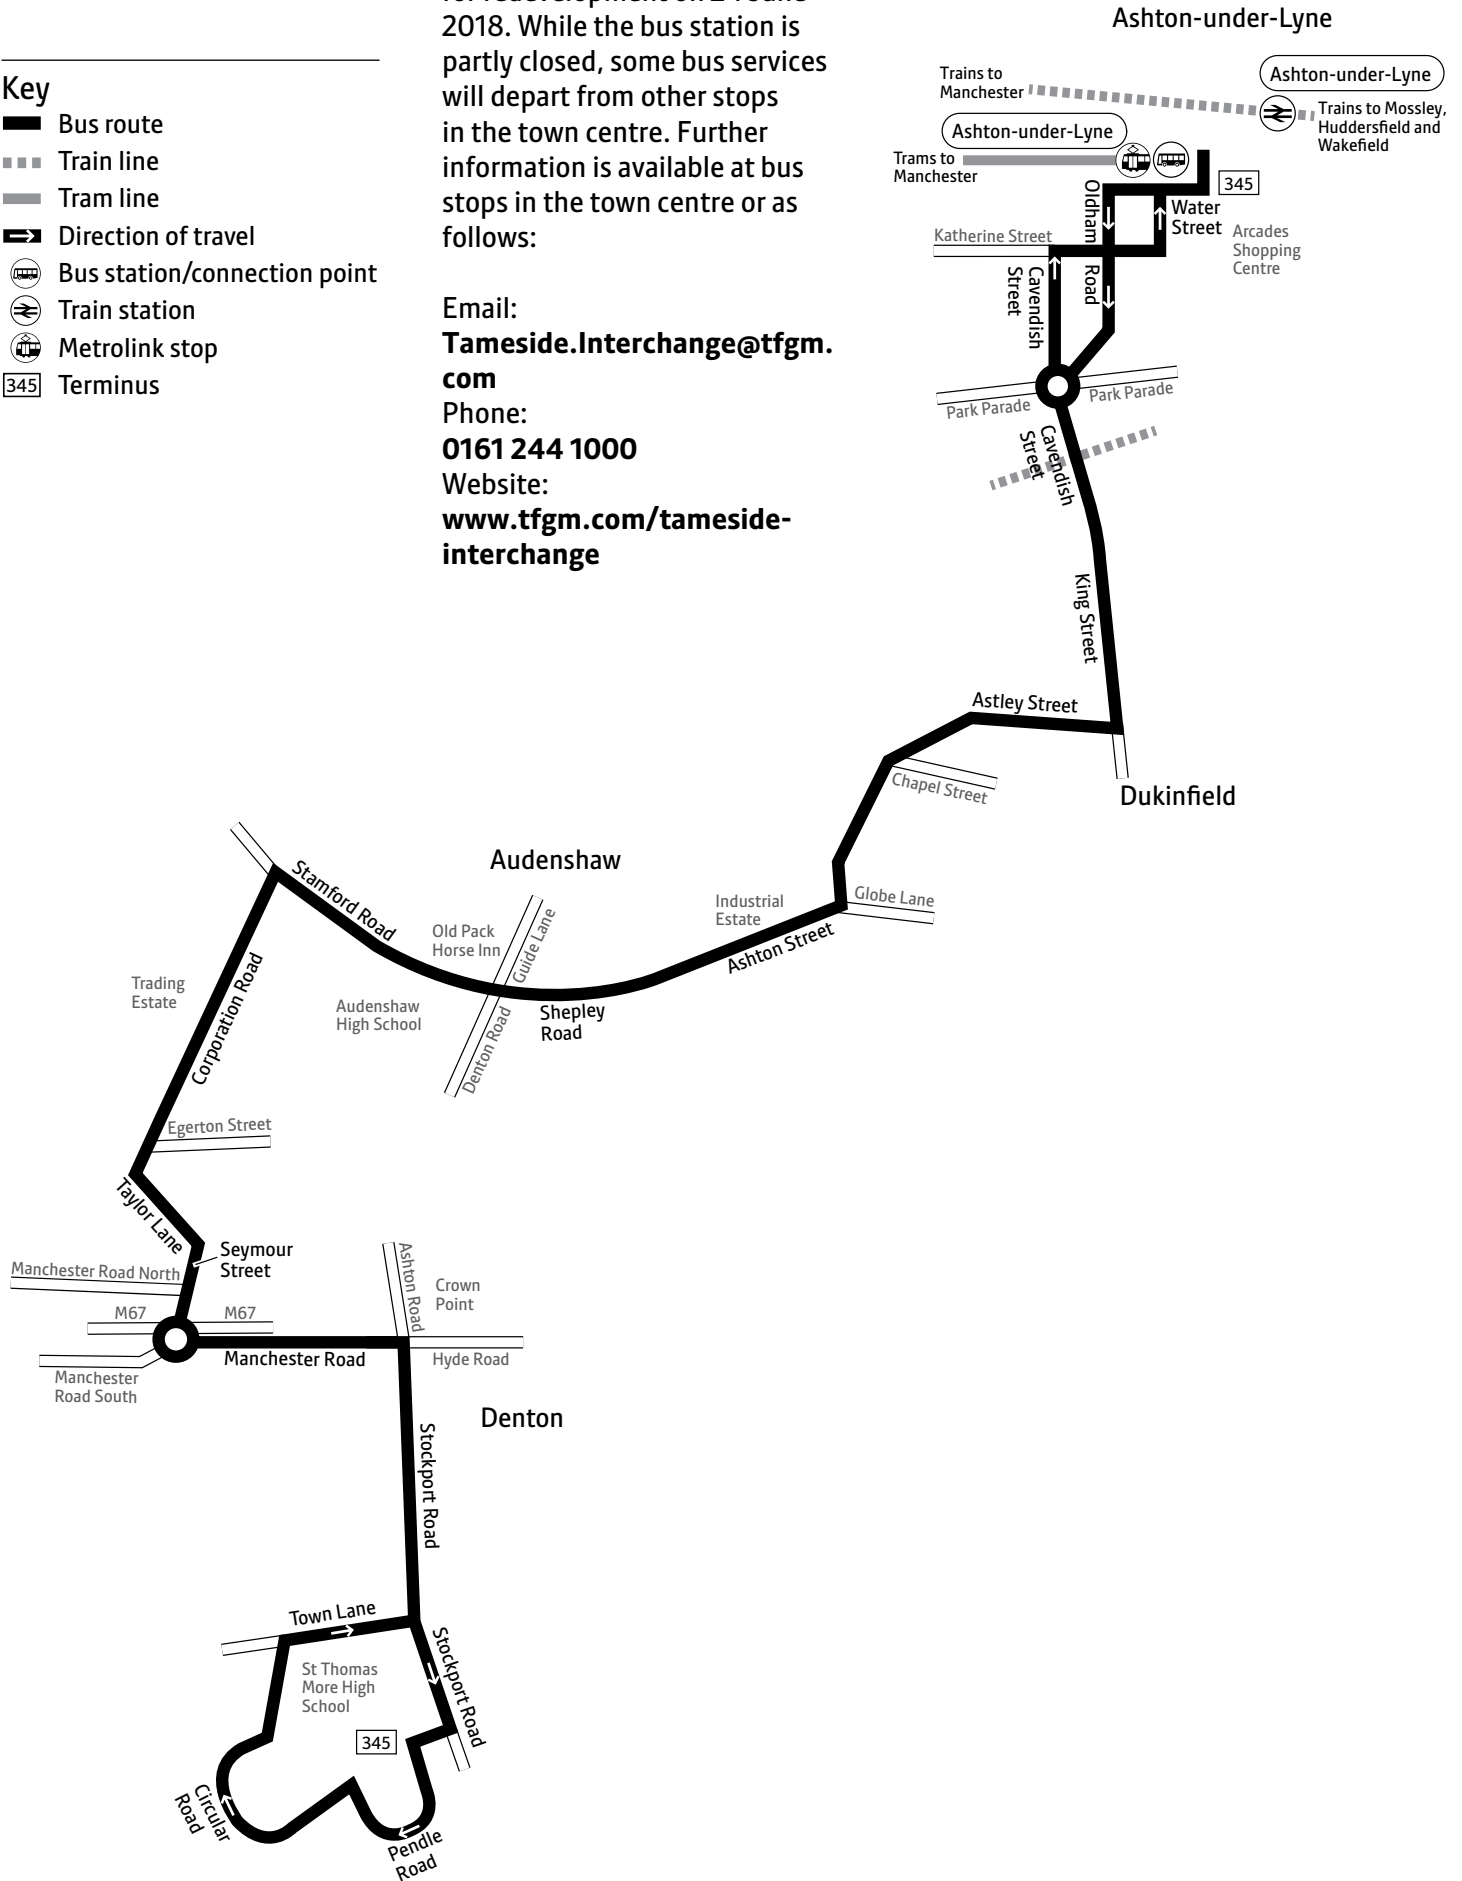 2018. While the bus station is
partly closed, some bus services
will depart from other stops
in the town centre. Further
information is available at bus
stops in the town centre or as
follows:
Email:
Tameside.Interchange@tfgm.
com
Phone:
0161 244 1000
Website:
www.tfgm.com/tameside-
interchange
Key
Bus route
Train line
Tram line
Direction of travel
Bus station/connection point
Train station
Metrolink stop
345 Terminus
Ashton-under-Lyne
Trains to
Manchester
Ashton-under-Lyne
Trains to Mossley,
Huddersfield and
Wakefield
Ashton-under-Lyne
Trams to
Manchester
345
Oldham
Road
Water
Street
Arcades
Shopping
Centre
Katherine Street
Cavendish
Street
Park Parade
Park Parade
Cavendish
Street
King Street
Astley Street
Chapel Street
Dukinfield
Audenshaw
Stamford Road
Old Pack
Horse Inn
Guide Lane
Industrial
Estate
Globe Lane
Ashton Street
Trading
Estate
Corporation Road
Audenshaw
High School
Denton Road
Shepley
Road
Egerton Street
Taylor Lane
Seymour
Street
Manchester Road North
M67
M67
Ashton Road
Crown
Point
Manchester Road
Hyde Road
Manchester
Road South
Denton
Stockport Road
Town Lane
Stockport Road
St Thomas
More High
School
345
Circular
Road
Pendle
Road